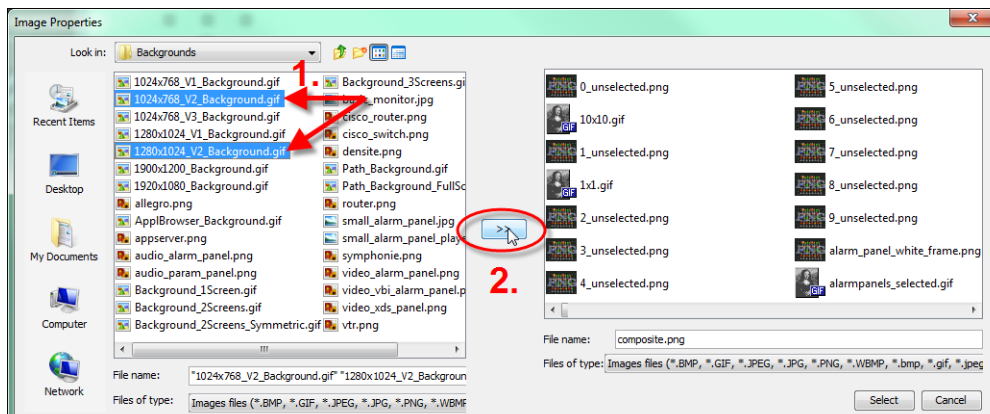 Image Properties
Look in: Backgrounds
Recent Items
Desktop
My Documents
Computer
Network
1.
1024x768_V1_Background.gif
1024x768_V2_Background.gif
1024x768_V3_Background.gif
1280x1024_V1_Background.gif
1280x1024_V2_Background.gif
1900x1200_Background.gif
1920x1080_Background.gif
allegro.png
ApplBrowser_Background.gif
appserver.png
audio_alarm_panel.png
audio_param_panel.png
Background_1Screen.gif
Background_2Screens.gif
Background_2Screens_Symmetric.gif
Background_3Screens.gi
_monitor.jpg
cisco_router.png
cisco_switch.png
densite.png
Path_Background.gif
Path_Background_FullSc
router.png
small_alarm_panel.jpg
small_alarm_panel_playe
symphonie.png
video_alarm_panel.png
video_vbi_alarm_panel.p
video_xds_panel.png
vtr.png
File name: "1024x768_V2_Background.gif" "1280x1024_V2_Backgroun
Files of type: Images files (*.BMP, *.GIF, *.JPEG, *.JPG, *.PNG, *.WBMP
>>
2.
0_unselected.png
10x10.gif
1_unselected.png
1x1.gif
2_unselected.png
3_unselected.png
4_unselected.png
5_unselected.png
6_unselected.png
7_unselected.png
8_unselected.png
9_unselected.png
alarm_panel_white_frame.png
alarmpanels_selected.gif
File name: composite.png
Files of type: Images files (*.BMP, *.GIF, *.JPEG, *.JPG, *.PNG, *.WBMP, *.bmp, *.gif, *.jpeg
Select
Cancel